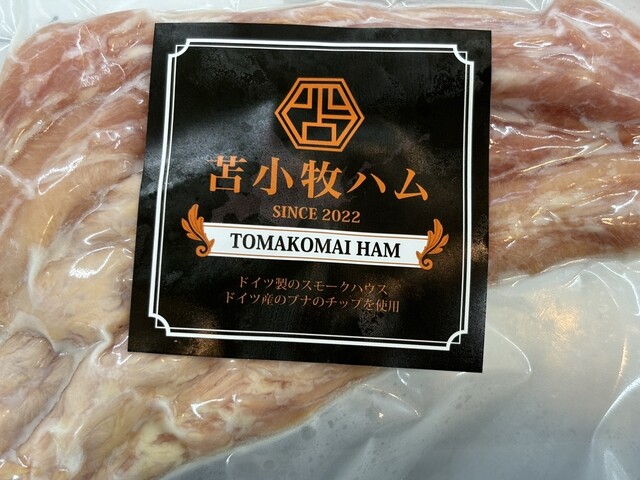 苫小牧ハム
SINCE 2022
TOMAKOMAI HAM
ドイツ製のスモークハウス
ドイツ産のブナのチップを使用